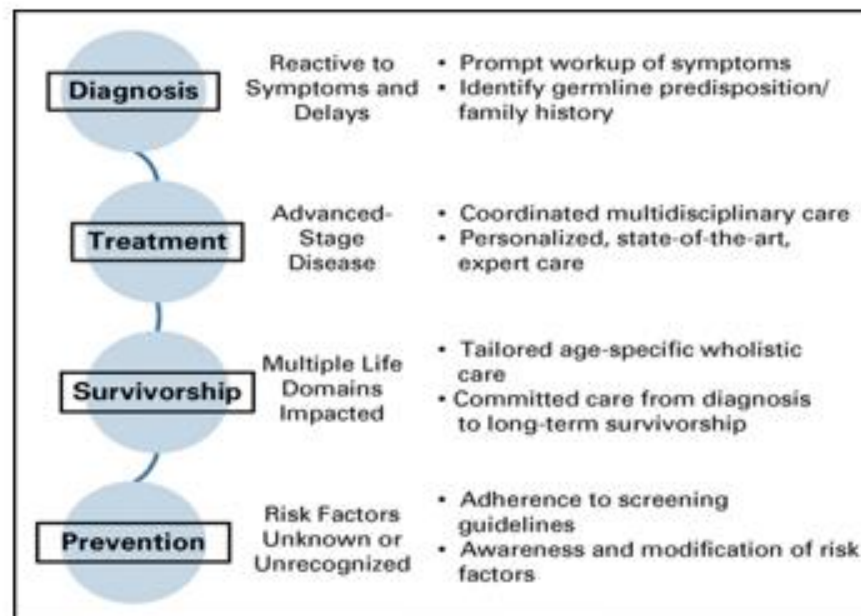 Diagnosis
Reactive to
Symptoms and
Delays
• Prompt workup of symptoms
• Identify germline predisposition/
family history
Treatment
Advanced-
Stage
Disease
• Coordinated multidisciplinary care
• Personalized, state-of-the-art,
expert care
Survivorship
Multiple Life
Domains
Impacted
• Tailored age-specific wholistic
care
• Committed care from diagnosis
to long-term survivorship
Prevention
Risk Factors
Unknown or
Unrecognized
• Adherence to screening
guidelines
• Awareness and modification of risk
factors